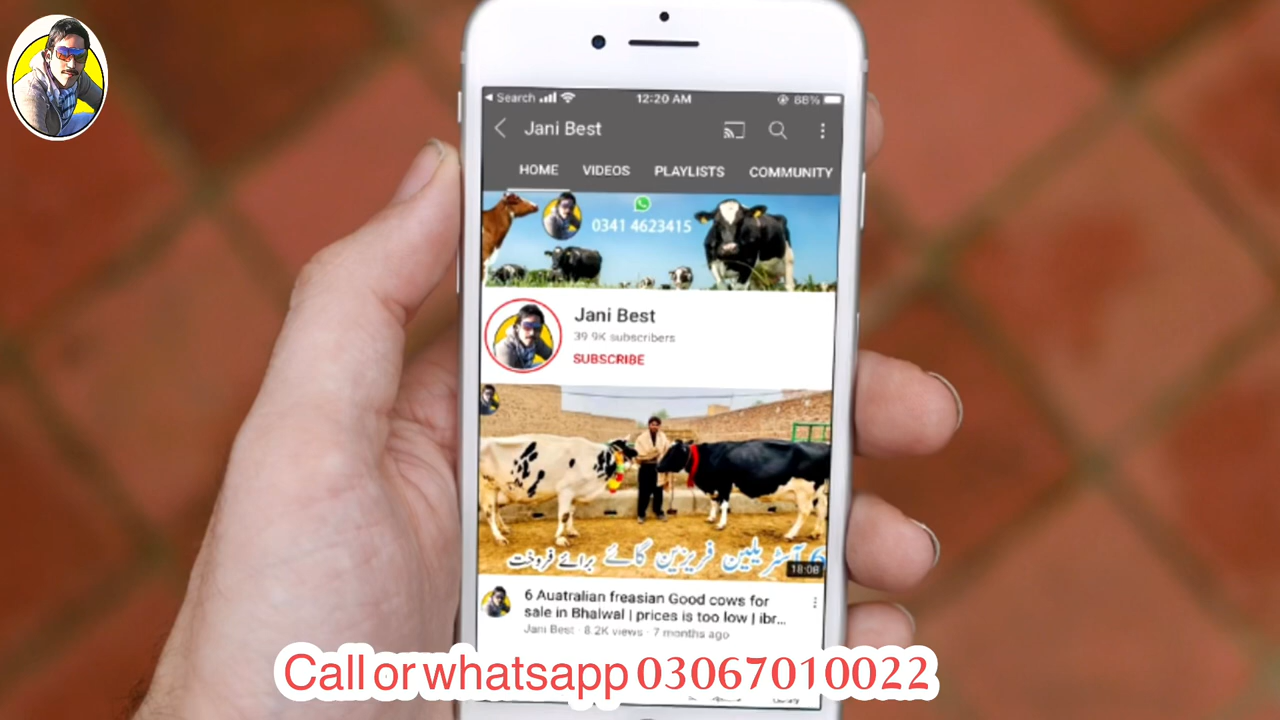 Search
12:20 AM
88%
Jani Best
HOME VIDEOS PLAYLISTS COMMUNITY
0341 4623415
Jani Best
39.9K subscribers
SUBSCRIBE
6 آسٹریلین فریزین گائے برائے فروخت
18:08
6 Auatralian freasian Good cows for
sale in Bhalwal | prices is too low | ibr...
Jani Best · 8.2K views · 7 months ago
Call or whatsapp 03067010022